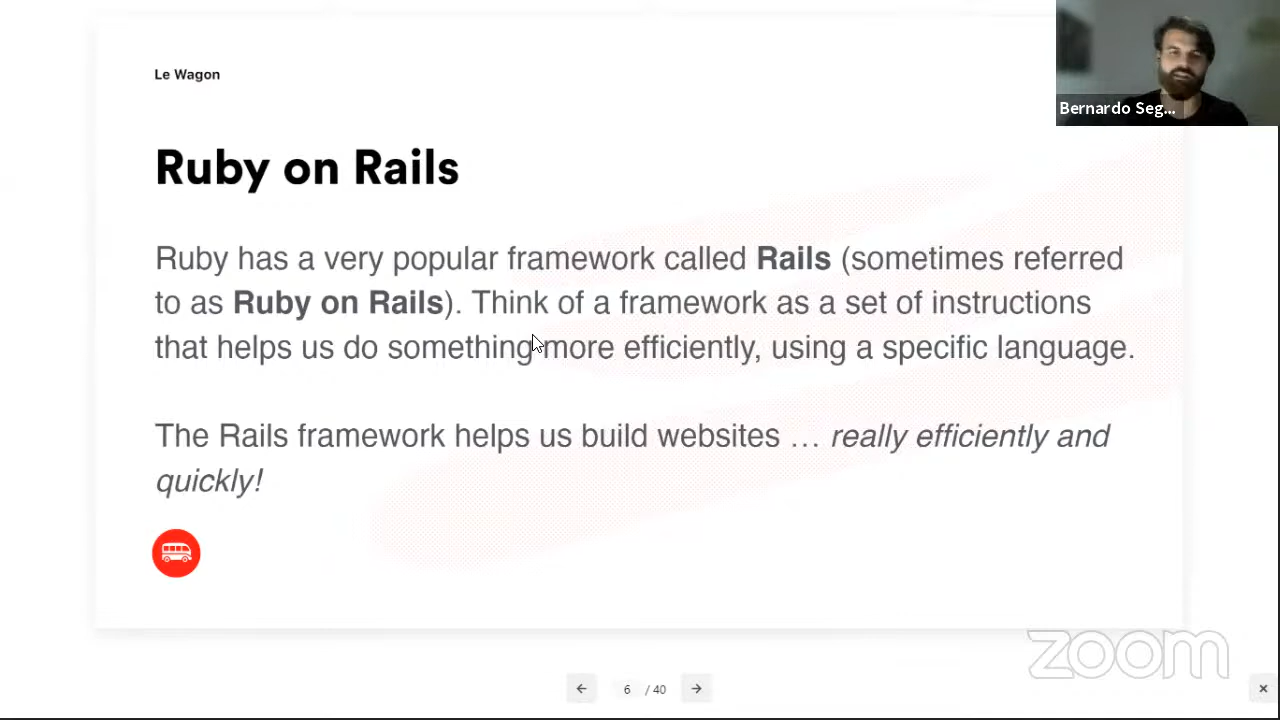 Le Wagon
Bernardo Seg...
Ruby on Rails
Ruby has a very popular framework called Rails (sometimes referred
to as Ruby on Rails). Think of a framework as a set of instructions
that helps us do something more efficiently, using a specific language.
The Rails framework helps us build websites … really efficiently and
quickly!
zoom
6 / 40